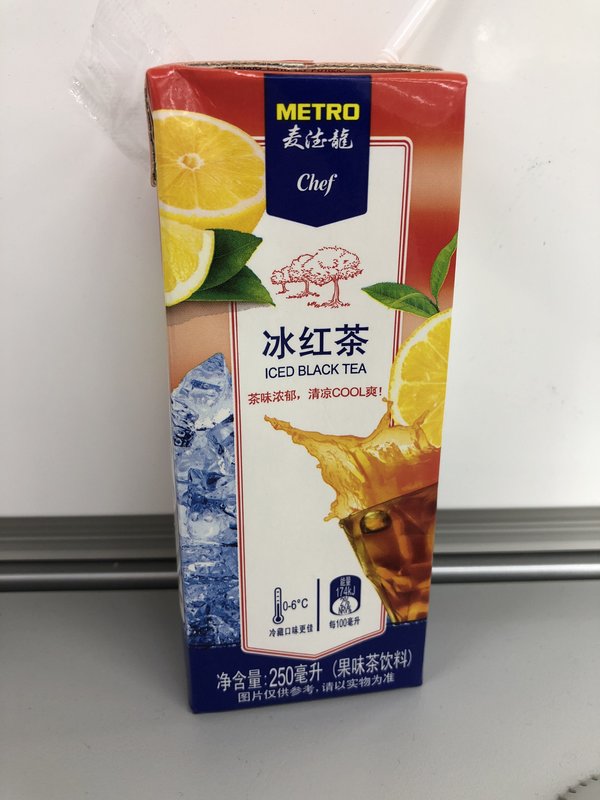 METRO
麦德龍
Chef
冰红茶
ICED BLACK TEA
茶味浓郁，清凉COOL爽!
0-6°C
冷藏口味更佳
能量
174kJ
2%
NRV%
每100毫升
净含量:250毫升（果味茶饮料）
图片仅供参考,请以实物为准